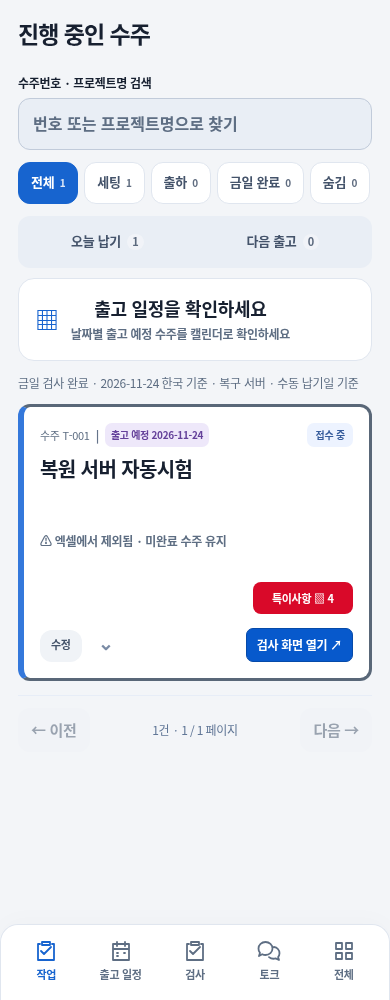 진행 중인 수주
수주번호 · 프로젝트명 검색
번호 또는 프로젝트명으로 찾기
전체 1 세팅 1 출하 0 금일 완료 0 숨김 0
오늘 납기 1 다음 출고 0
출고 일정을 확인하세요
날짜별 출고 예정 수주를 캘린더로 확인하세요
금일 검사 완료 · 2026-11-24 한국 기준 · 복구 서버 · 수동 납기일 기준
수주 T-001 | 출고 예정 2026-11-24 접수 중
복원 서버 자동시험
⚠ 엑셀에서 제외됨 · 미완료 수주 유지
특이사항 ▧ 4
수정 검사 화면 열기 ↗
← 이전 1건 · 1 / 1 페이지 다음 →
작업 출고 일정 검사 토크 전체